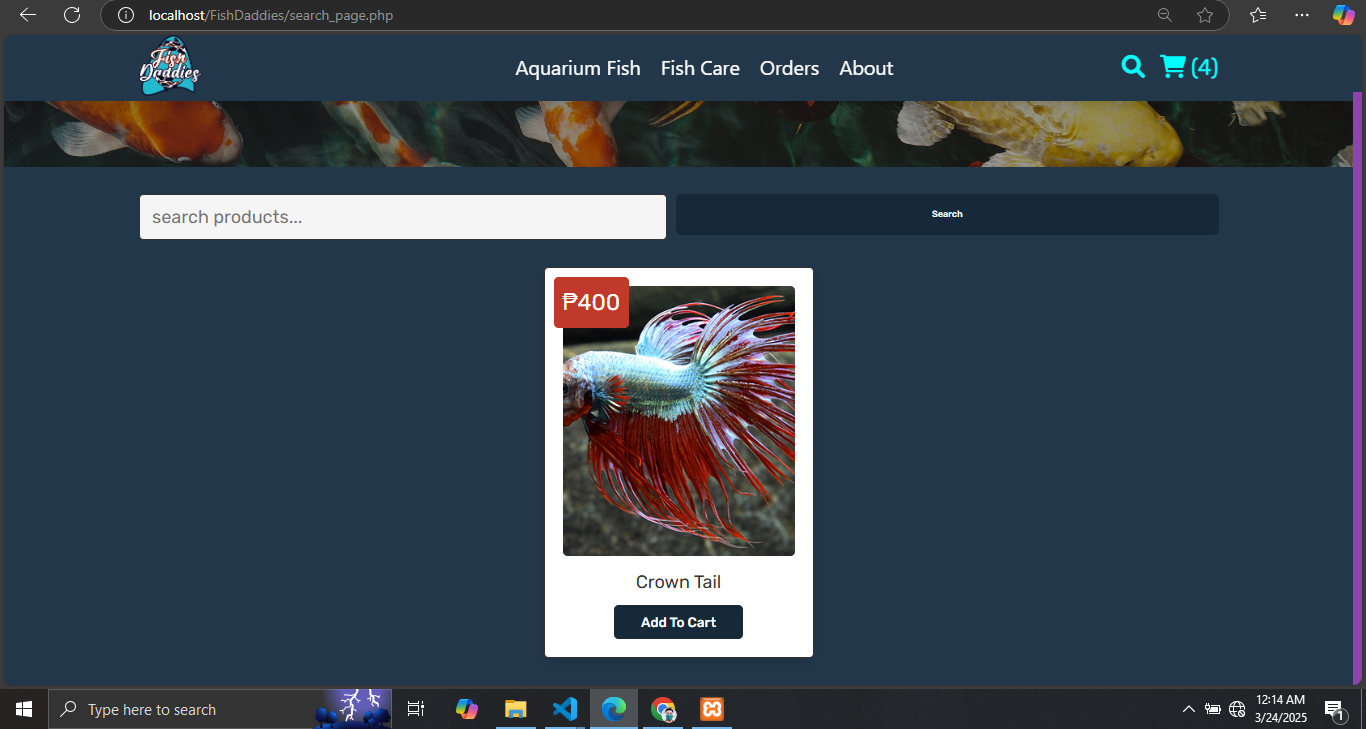 localhost/FishDaddies/search_page.php
Fish Daddies
Aquarium Fish Fish Care Orders About (4)
search products... Search
₱400
Crown Tail
Add To Cart
Type here to search
12:14 AM
3/24/2025
1